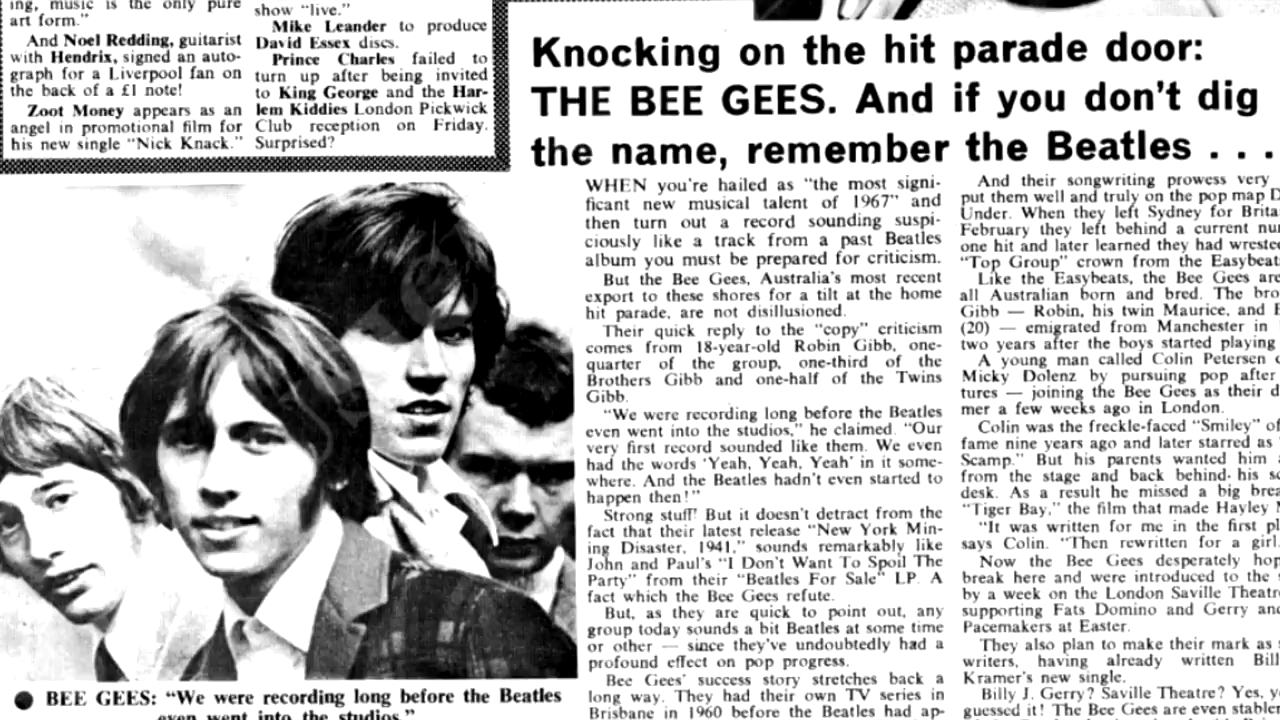 ing, music is the only pure
art form."
And Noel Redding, guitarist
with Hendrix, signed an auto-
graph for a Liverpool fan on
the back of a £1 note!
Zoot Money appears as an
angel in promotional film for
his new single "Nick Knack."
show "live."
Mike Leander to produce
David Essex discs.
Prince Charles failed to
turn up after being invited
to King George and the Har-
lem Kiddies London Pickwick
Club reception on Friday.
Surprised?
Knocking on the hit parade door:
THE BEE GEES. And if you don't dig
the name, remember the Beatles . . .
WHEN you're hailed as "the most signi-
ficant new musical talent of 1967" and
then turn out a record sounding suspi-
ciously like a track from a past Beatles
album you must be prepared for criticism.
But the Bee Gees, Australia's most recent
export to these shores for a tilt at the home
hit parade, are not disillusioned.
Their quick reply to the "copy" criticism
comes from 18-year-old Robin Gibb, one-
quarter of the group, one-third of the
Brothers Gibb and one-half of the Twins
Gibb.
"We were recording long before the Beatles
even went into the studios," he claimed. "Our
very first record sounded like them. We even
had the words 'Yeah, Yeah, Yeah' in it some-
where. And the Beatles hadn't even started to
happen then!"
Strong stuff! But it doesn't detract from the
fact that their latest release "New York Min-
ing Disaster, 1941," sounds remarkably like
John and Paul's "I Don't Want To Spoil The
Party" from their "Beatles For Sale" LP. A
fact which the Bee Gees refute.
But, as they are quick to point out, any
group today sounds a bit Beatles at some time
or other — since they've undoubtedly had a
profound effect on pop progress.
Bee Gees' success story stretches back a
long way. They had their own TV series in
Brisbane in 1960 before the Beatles had ap-
And their songwriting prowess very
put them well and truly on the pop map D
Under. When they left Sydney for Brita
February they left behind a current nu
one hit and later learned they had wrested
"Top Group" crown from the Easybeat
Like the Easybeats, the Bee Gees are
all Australian born and bred. The bro
Gibb — Robin, his twin Maurice, and
(20) — emigrated from Manchester in
two years after the boys started playing
A young man called Colin Petersen
Micky Dolenz by pursuing pop after
tures — joining the Bee Gees as their d
mer a few weeks ago in London.
Colin was the freckle-faced "Smiley" of
fame nine years ago and later starred as
Scamp." But his parents wanted him
from the stage and back behind his sc
desk. As a result he missed a big brea
"Tiger Bay," the film that made Hayley
"It was written for me in the first pl
says Colin. "Then rewritten for a girl.
Now the Bee Gees desperately hop
break here and were introduced to the
by a week on the London Saville Theatre
supporting Fats Domino and Gerry and
Pacemakers at Easter.
They also plan to make their mark as
writers, having already written Bill
Kramer's new single.
Billy J. Gerry? Saville Theatre? Yes, y
guessed it! The Bee Gees are even stabler
BEE GEES: "We were recording long before the Beatles
even went into the studios."